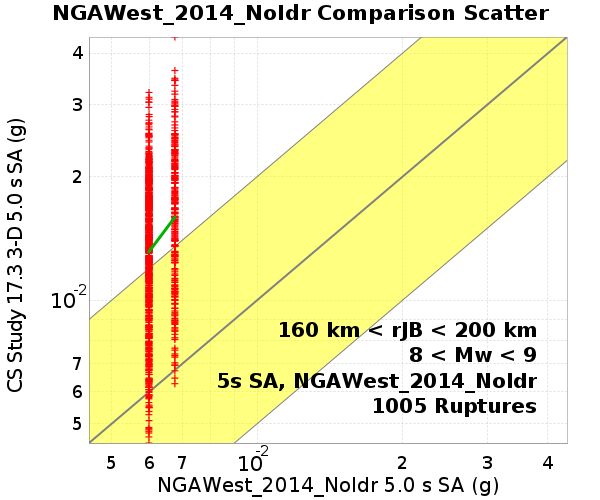 NGAWest_2014_NoIdr Comparison Scatter
CS Study 17.3 3-D 5.0 s SA (g)
4
3
2
10-2
7
6
5
160 km < rJB < 200 km
8 < Mw < 9
5s SA, NGAWest_2014_NoIdr
1005 Ruptures
5 6 7 10-2 2 3 4
NGAWest_2014_NoIdr 5.0 s SA (g)